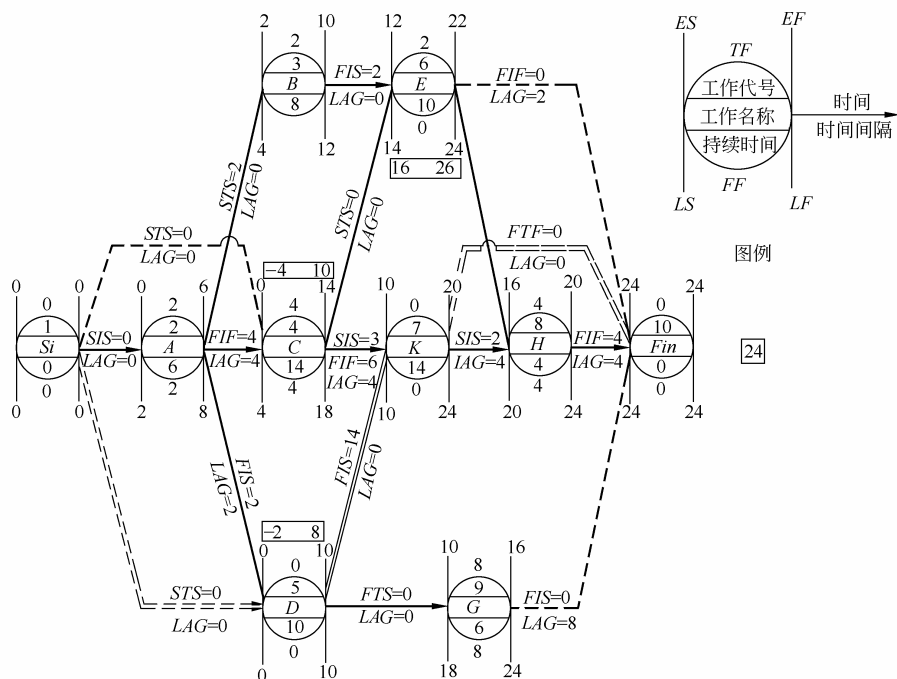 2 10
2
3
B
8
4 12
FIS=2
LAG=0
12 22
2
6
E
10
0
14 24
16 26
FIF=0
LAG=2
ES EF
TF
工作代号
工作名称
持续时间
FF
LS LF
时间
时间间隔
图例
STS=2
LAG=0
STS=0
LAG=0
STS=0
LAG=0
FTF=0
LAG=0
0 0
0
1
Si
0
0
0 0
SIS=0
LAG=0
0 6
2
2
A
6
2
2 8
FIF=4
IAG=4
−4 10
0 14
4
4
C
14
4
4 18
SIS=3
FIF=6
IAG=4
10 20
0
7
K
14
0
10 24
SIS=2
IAG=4
16 20
4
8
H
4
4
20 24
FIF=4
IAG=4
24 24
0
10
Fin
0
0
24 24
24
FIS=2
LAG=2
FIS=14
LAG=0
−2 8
0 10
0
5
D
10
0
0 10
STS=0
LAG=0
FTS=0
LAG=0
10 16
8
9
G
6
8
18 24
FIS=0
LAG=8